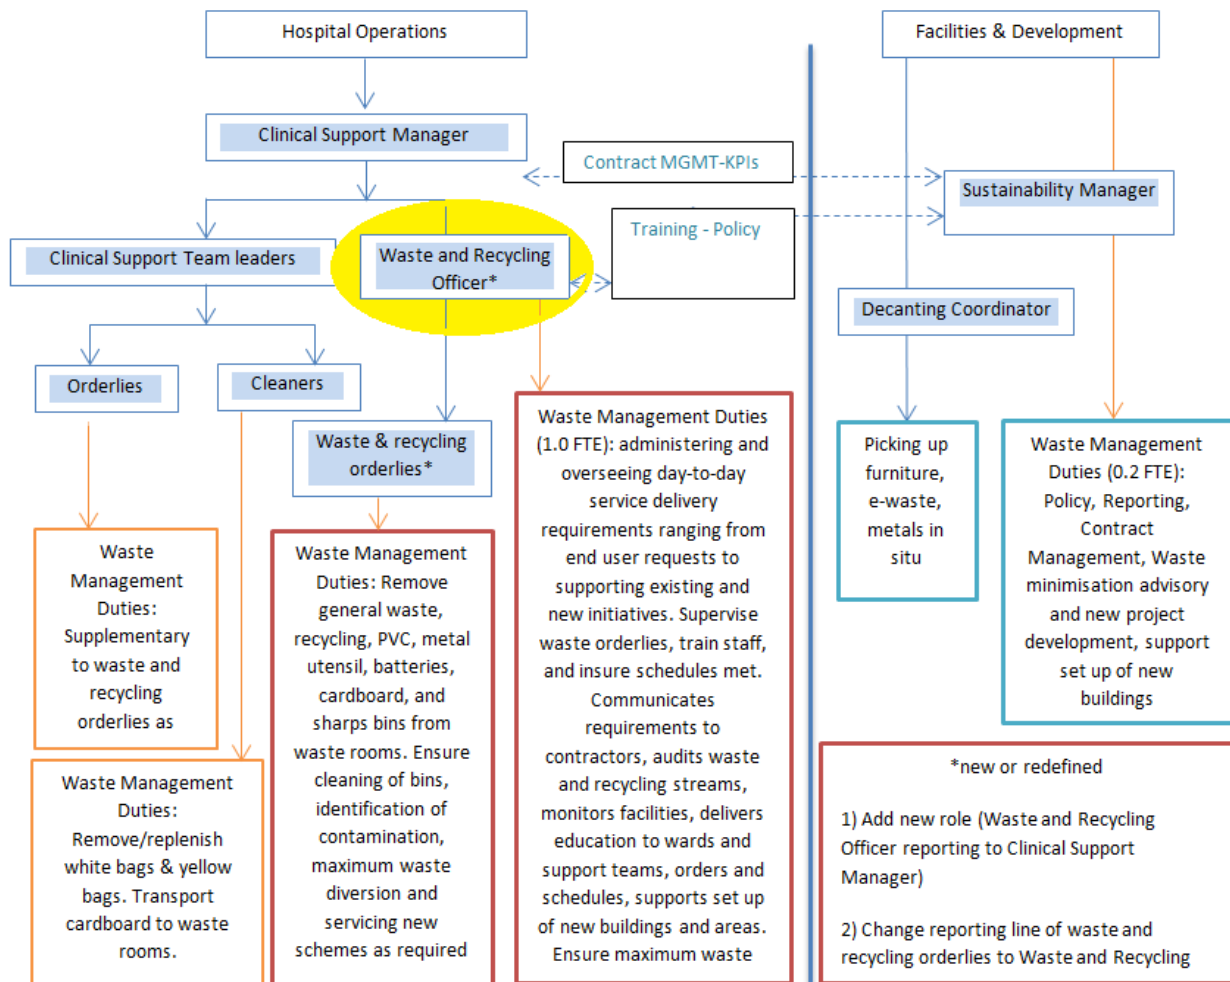 Hospital Operations
Facilities & Development
Clinical Support Manager
Contract MGMT-KPIs
Sustainability Manager
Training - Policy
Clinical Support Team leaders
Waste and Recycling
Officer*
Decanting Coordinator
Orderlies
Cleaners
Waste & recycling
orderlies*
Waste
Management
Duties:
Supplementary
to waste and
recycling
orderlies as
Waste Management
Duties:
Remove/replenish
white bags & yellow
bags. Transport
cardboard to waste
rooms.
Waste Management
Duties: Remove
general waste,
recycling, PVC, metal
utensil, batteries,
cardboard, and
sharps bins from
waste rooms. Ensure
cleaning of bins,
identification of
contamination,
maximum waste
diversion and
servicing new
schemes as required
Waste Management Duties
(1.0 FTE): administering and
overseeing day-to-day
service delivery
requirements ranging from
end user requests to
supporting existing and
new initiatives. Supervise
waste orderlies, train staff,
and insure schedules met.
Communicates
requirements to
contractors, audits waste
and recycling streams,
monitors facilities, delivers
education to wards and
support teams, orders and
schedules, supports set up
of new buildings and areas.
Ensure maximum waste
Picking up
furniture,
e-waste,
metals in
situ
Waste Management
Duties (0.2 FTE):
Policy, Reporting,
Contract
Management, Waste
minimisation advisory
and new project
development, support
set up of new
buildings
*new or redefined
1) Add new role (Waste and Recycling
Officer reporting to Clinical Support
Manager)
2) Change reporting line of waste and
recycling orderlies to Waste and Recycling